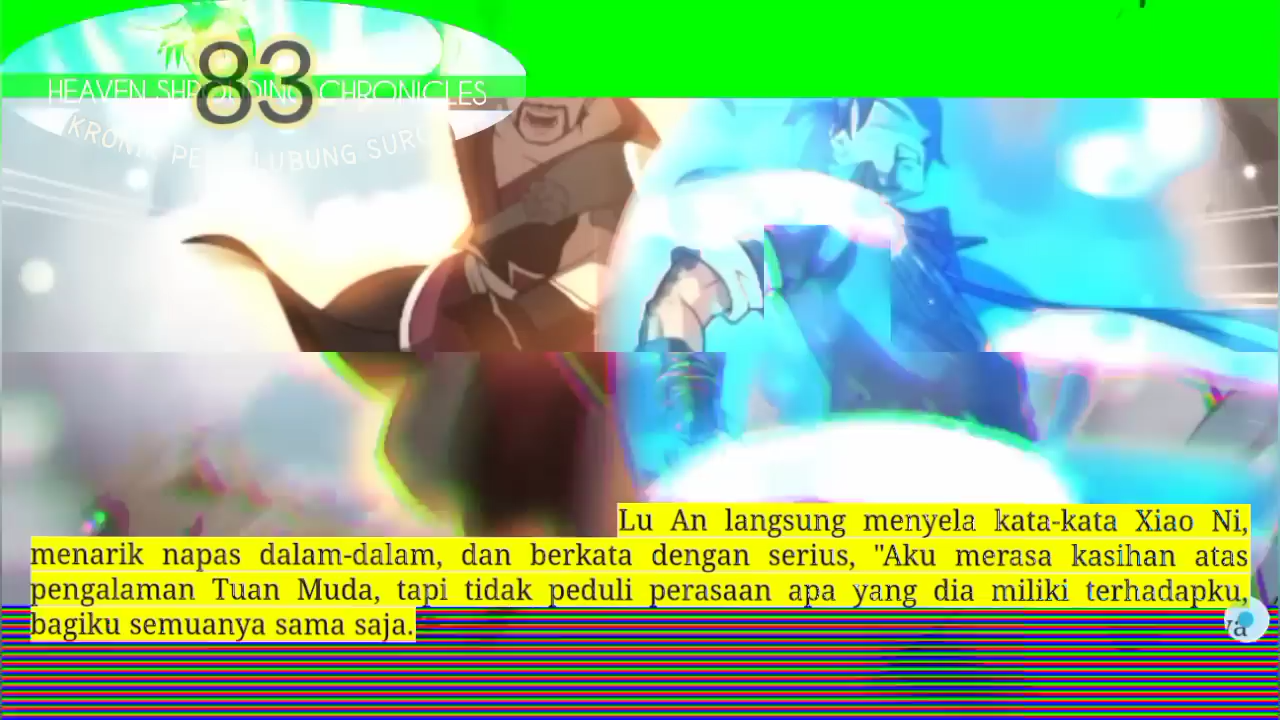 83
HEAVEN SHROUDING CHRONICLES
Lu An langsung menyela kata-kata Xiao Ni,
menarik napas dalam-dalam, dan berkata dengan serius, "Aku merasa kasihan atas
pengalaman Tuan Muda, tapi tidak peduli perasaan apa yang dia miliki terhadapku,
bagiku semuanya sama saja.